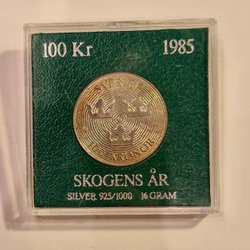 100 Kr 1985
SVERIGE
100 KRONOR
SKOGENS ÅR
SILVER 925/1000 16 GRAM